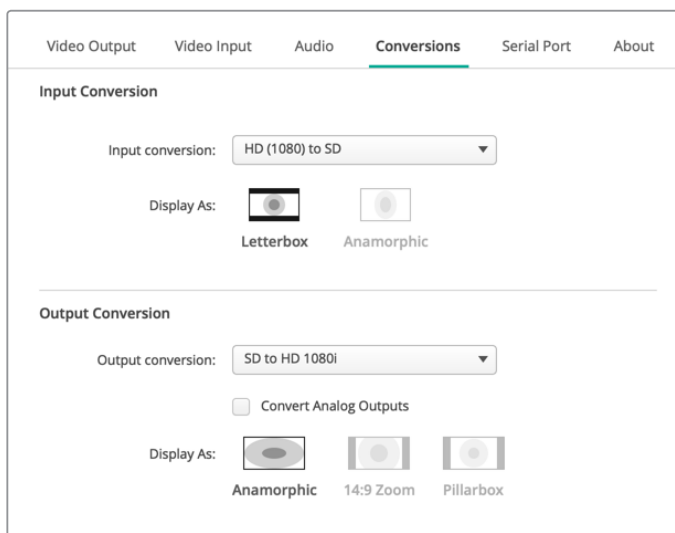 Video Output Video Input Audio Conversions Serial Port About
Input Conversion
Input conversion: HD (1080) to SD
Display As:
Letterbox Anamorphic
Output Conversion
Output conversion: SD to HD 1080i
Convert Analog Outputs
Display As:
Anamorphic 14:9 Zoom Pillarbox